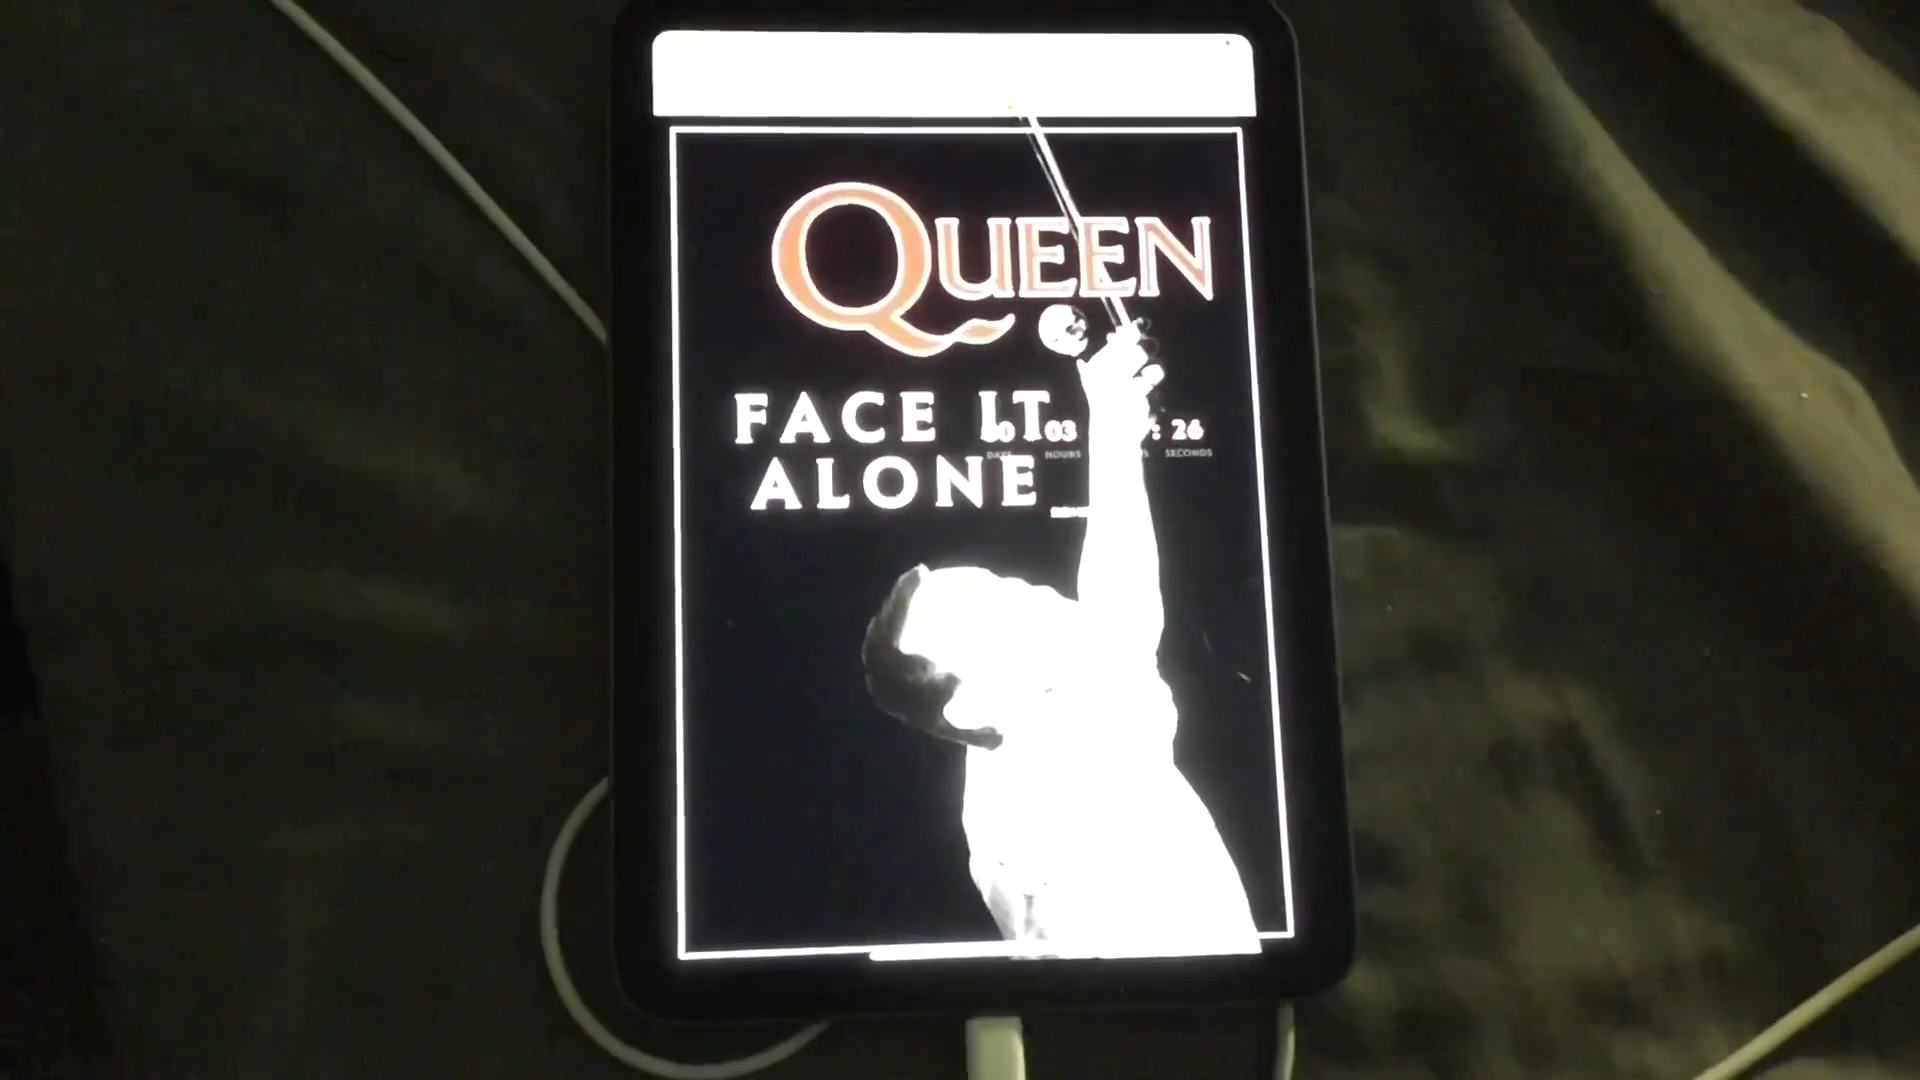 QUEEN
FACE IT
03 : 26
HOURS SECONDS
ALONE